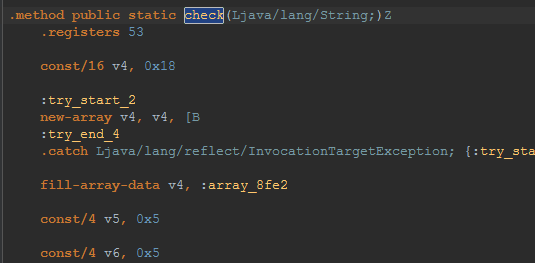 .method public static check(Ljava/lang/String;)Z
.registers 53
const/16 v4, 0x18
:try_start_2
new-array v4, v4, [B
:try_end_4
.catch Ljava/lang/reflect/InvocationTargetException; {:try_sta
fill-array-data v4, :array_8fe2
const/4 v5, 0x5
const/4 v6, 0x5